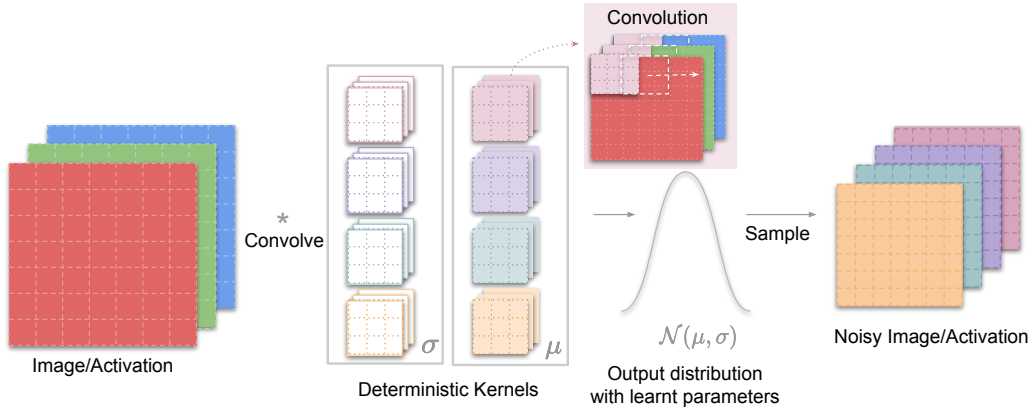 Convolution
*
Convolve
σ
μ
Sample
N(μ, σ)
Image/Activation
Deterministic Kernels
Output distribution
with learnt parameters
Noisy Image/Activation